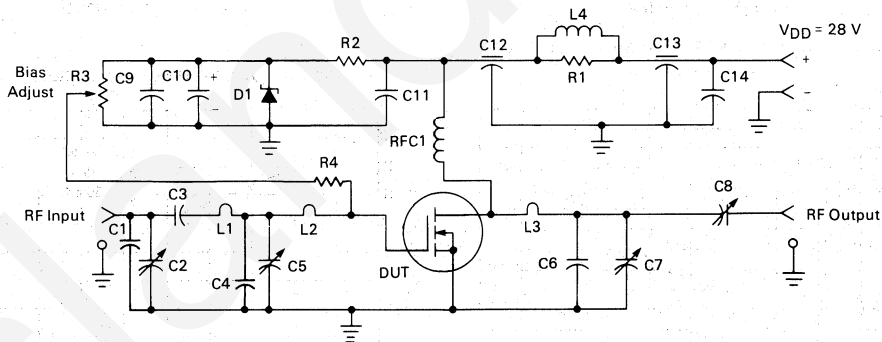 L4
V_DD = 28 V
R2
C12
C13
+
Bias
Adjust
R3
C9
C10
+
D1
C11
R1
C14
–
–
RFC1
R4
RF Input
C3
C8
RF Output
L1
L2
L3
C1
C2
C4
C5
DUT
C6
C7